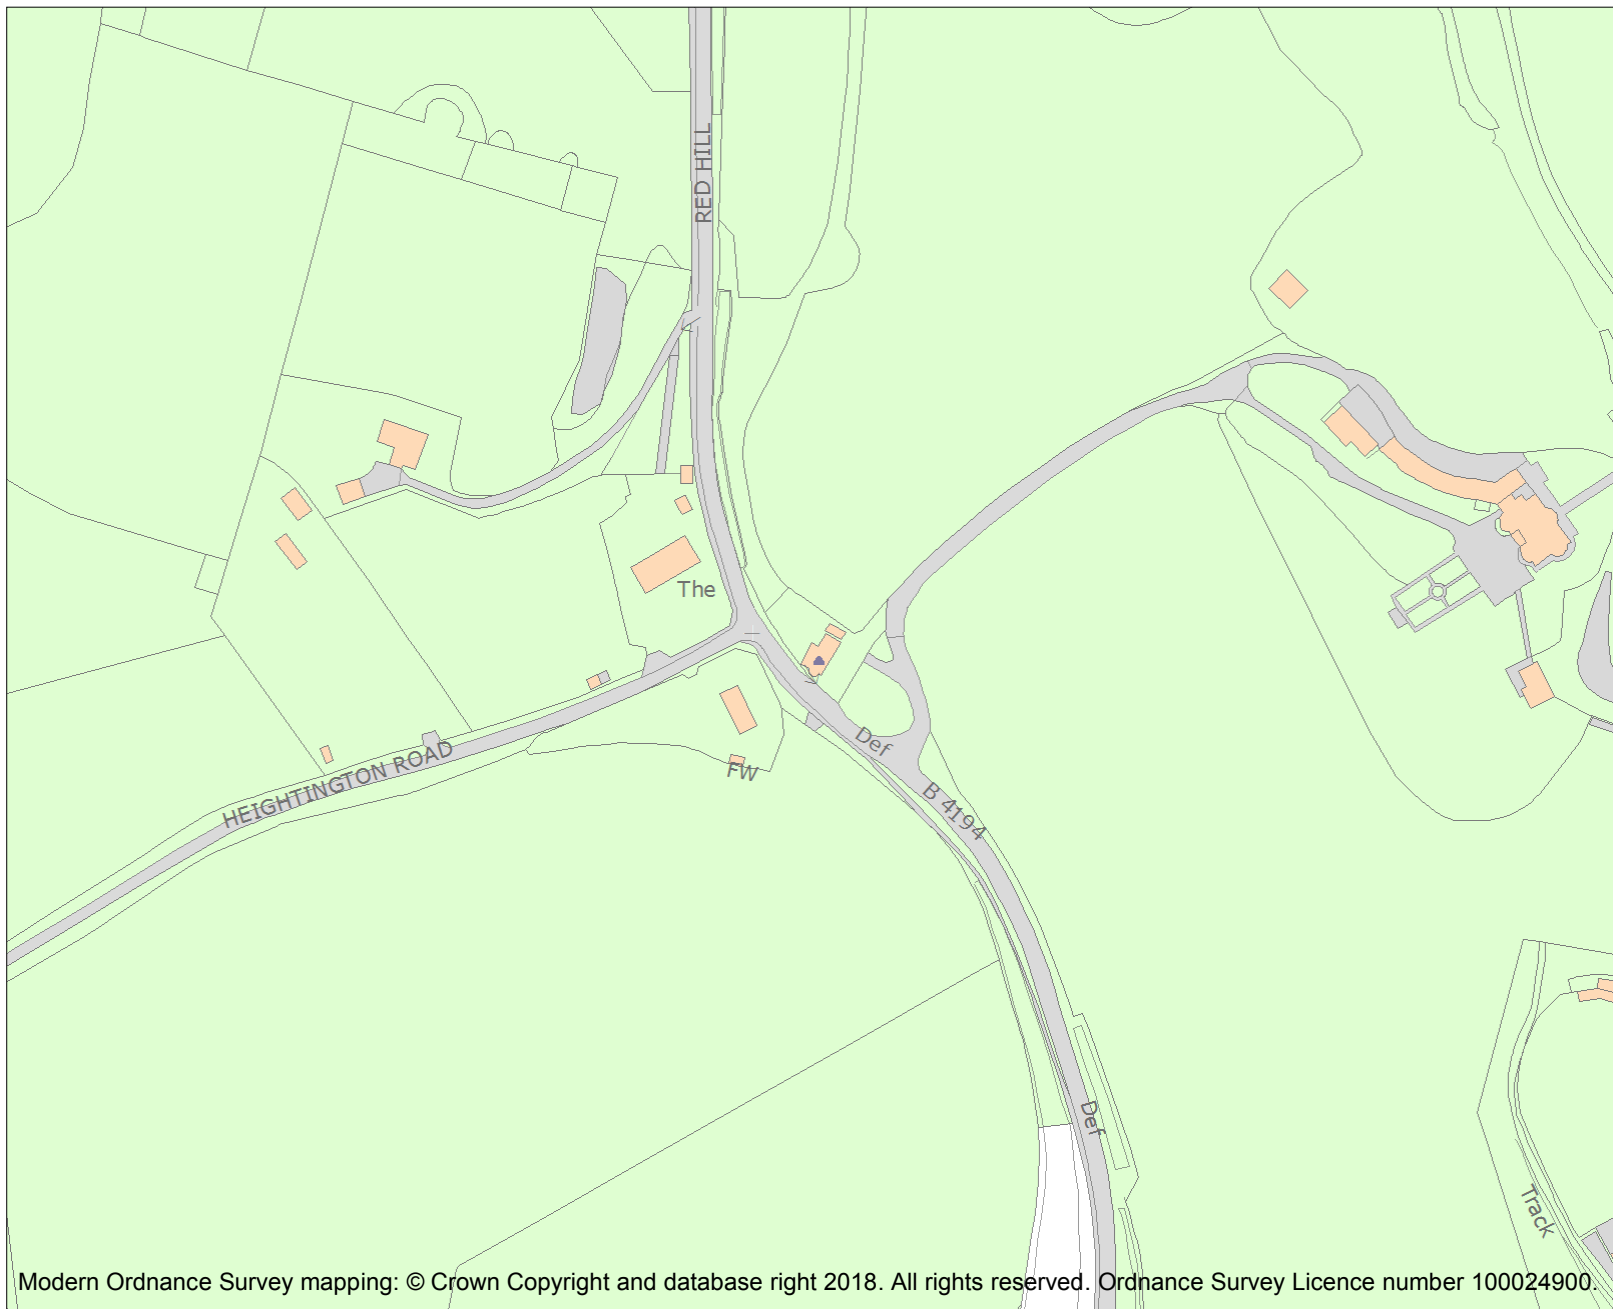 RED HILL
The
Def
FW
HEIGHTINGTON ROAD
B 4194
Def
Track
Modern Ordnance Survey mapping: © Crown Copyright and database right 2018. All rights reserved. Ordnance Survey Licence number 100024900.